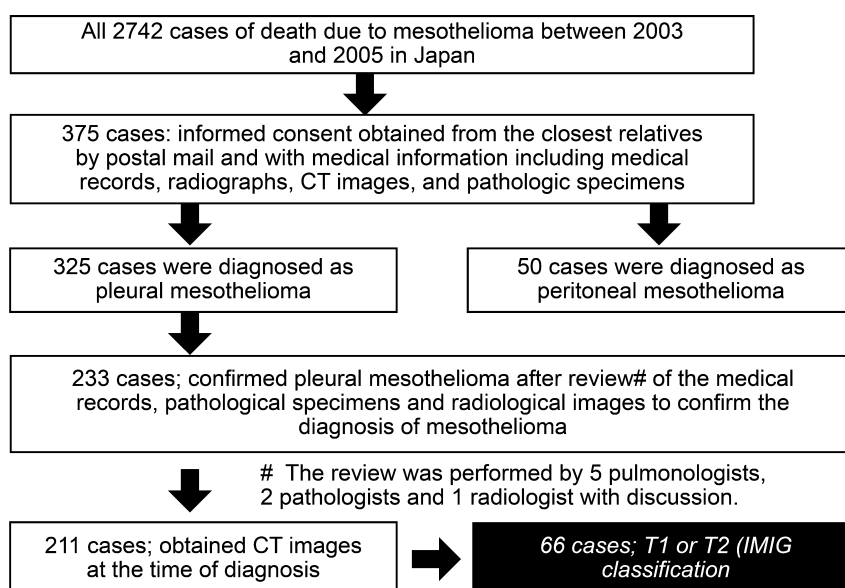 All 2742 cases of death due to mesothelioma between 2003
and 2005 in Japan
375 cases: informed consent obtained from the closest relatives
by postal mail and with medical information including medical
records, radiographs, CT images, and pathologic specimens
325 cases were diagnosed as
pleural mesothelioma
50 cases were diagnosed as
peritoneal mesothelioma
233 cases; confirmed pleural mesothelioma after review# of the medical
records, pathological specimens and radiological images to confirm the
diagnosis of mesothelioma
# The review was performed by 5 pulmonologists,
2 pathologists and 1 radiologist with discussion.
211 cases; obtained CT images
at the time of diagnosis
66 cases; T1 or T2 (IMIG
classification